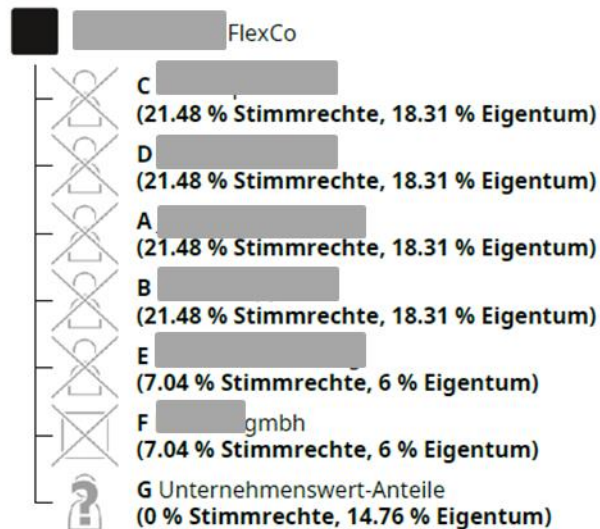 FlexCo
C
(21.48 % Stimmrechte, 18.31 % Eigentum)
D
(21.48 % Stimmrechte, 18.31 % Eigentum)
A
(21.48 % Stimmrechte, 18.31 % Eigentum)
B
(21.48 % Stimmrechte, 18.31 % Eigentum)
E
(7.04 % Stimmrechte, 6 % Eigentum)
F gmbh
(7.04 % Stimmrechte, 6 % Eigentum)
G Unternehmenswert-Anteile
(0 % Stimmrechte, 14.76 % Eigentum)